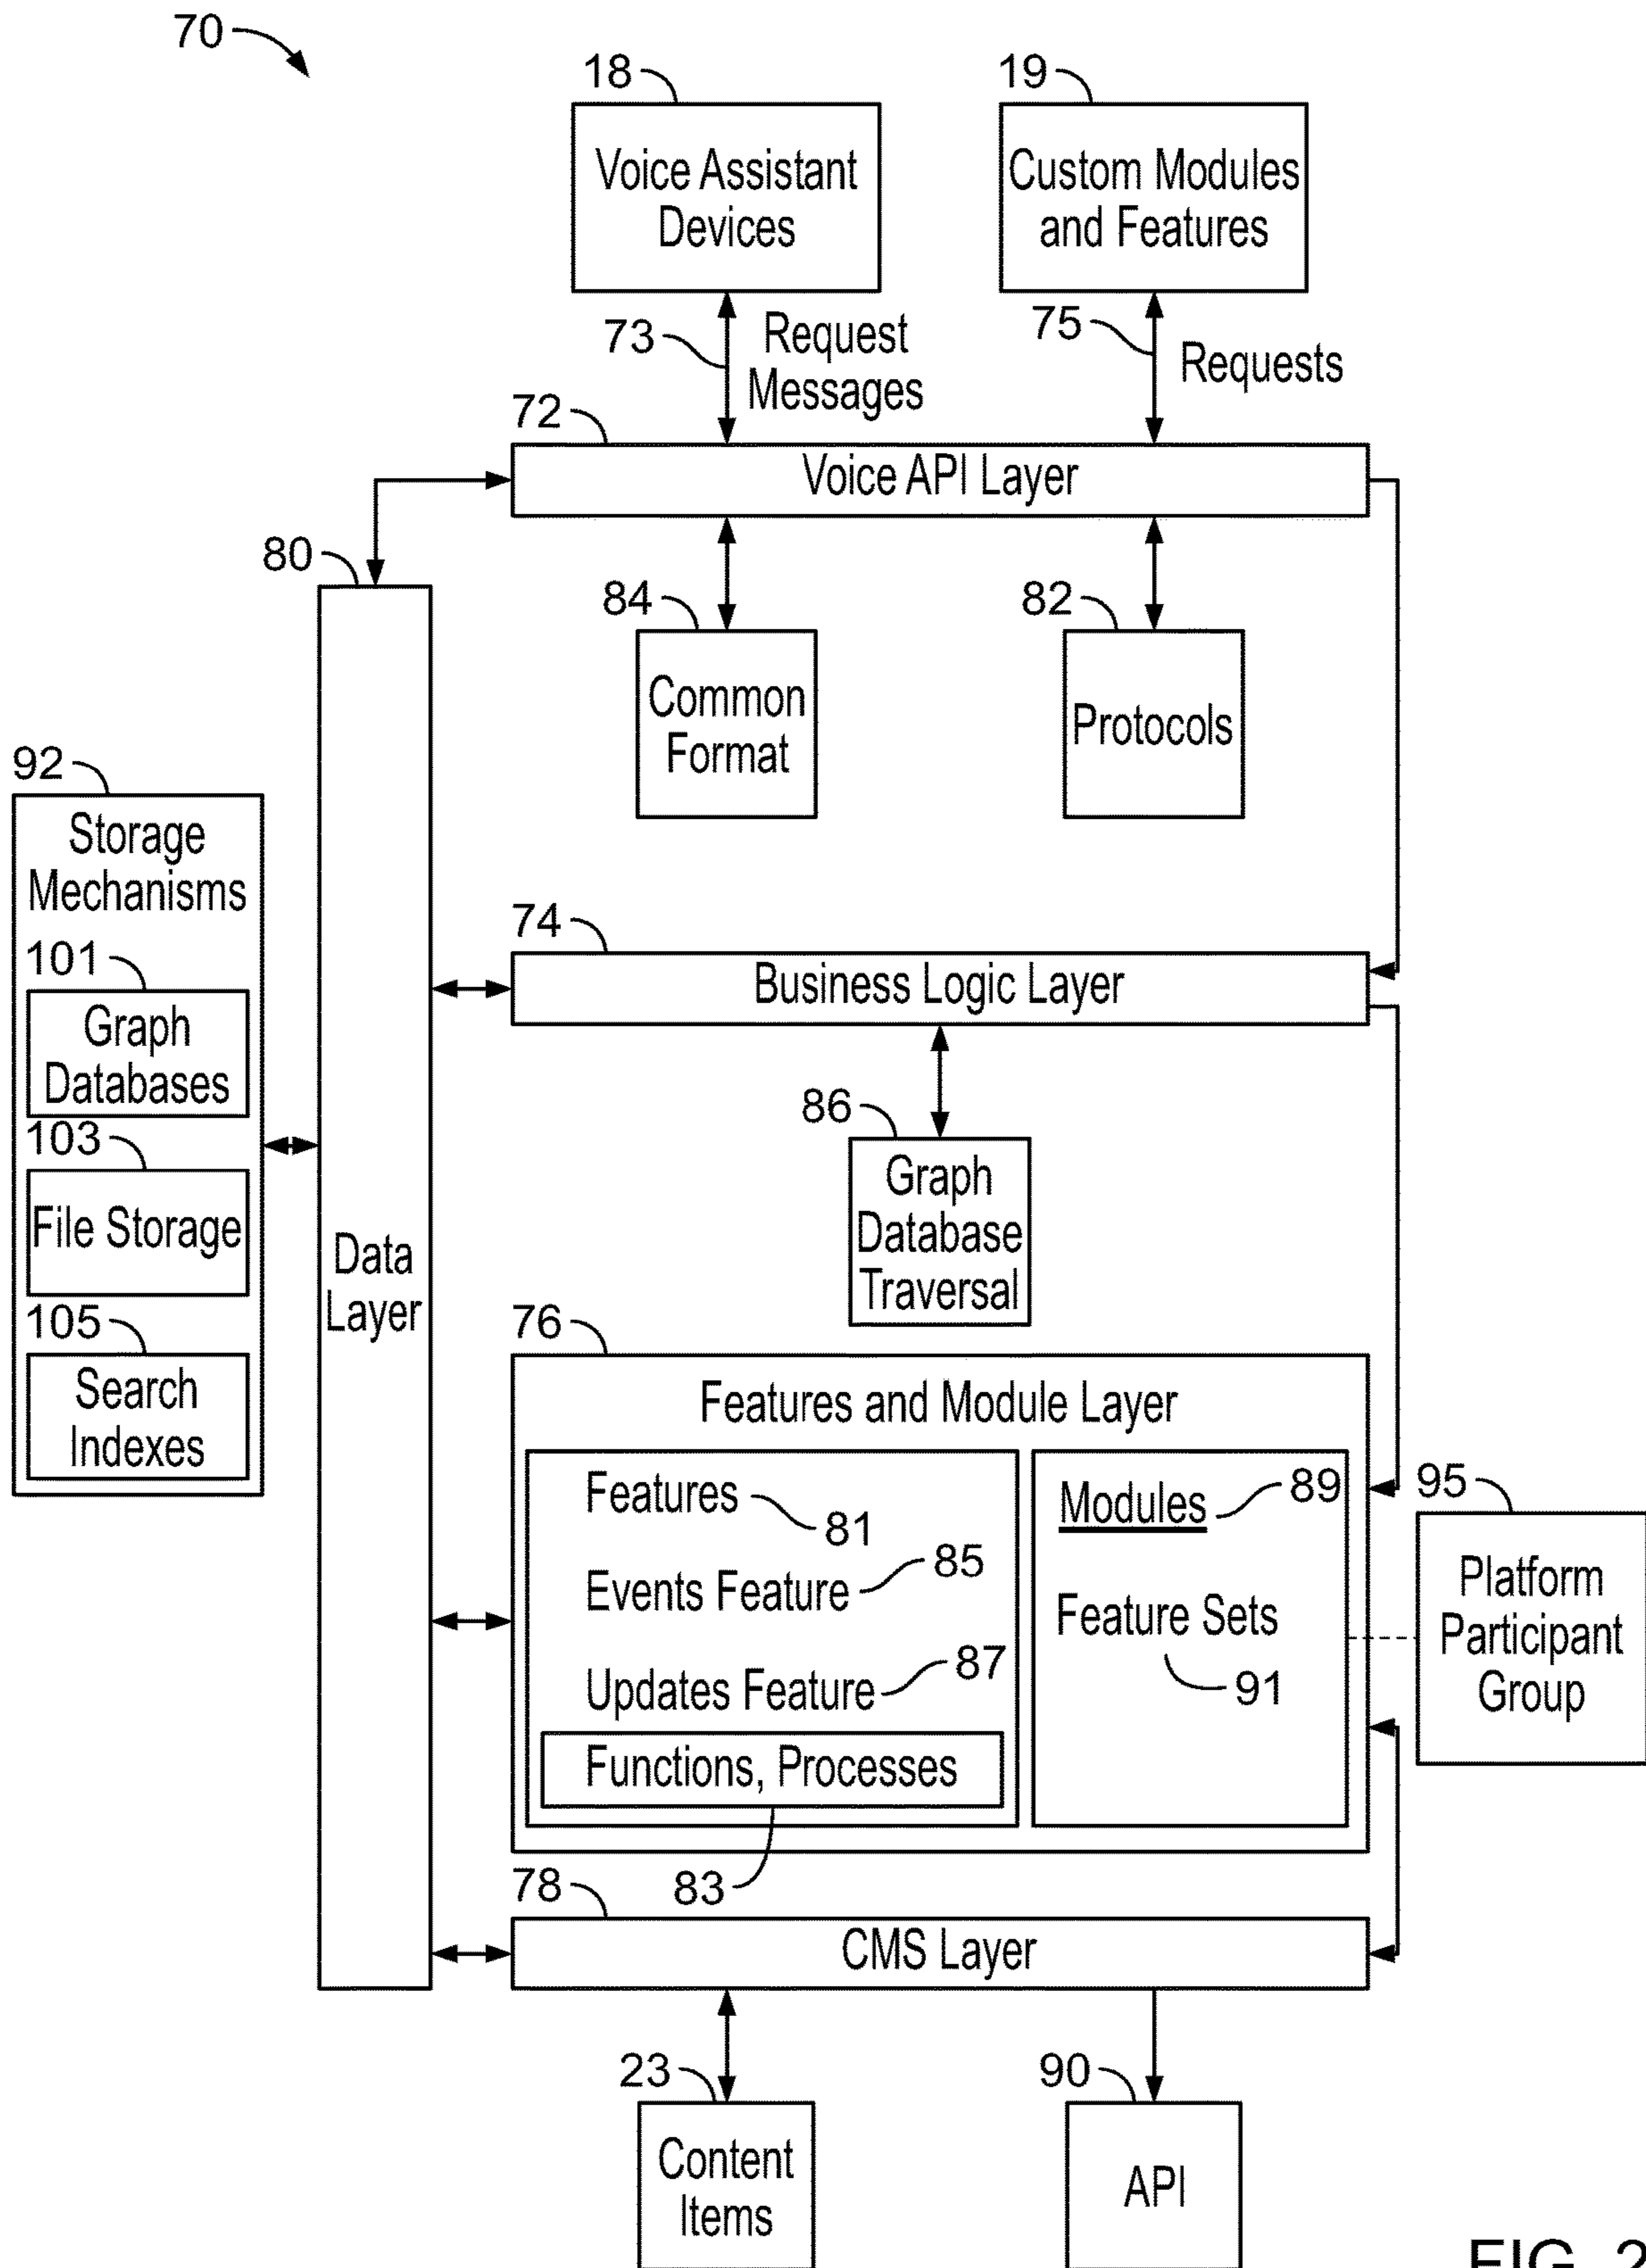 70
18
19
Voice Assistant
Devices
Custom Modules
and Features
73
Request
Messages
75
Requests
72
Voice API Layer
80
84
82
Common
Format
Protocols
92
Storage
Mechanisms
74
Business Logic Layer
101
Graph
Databases
86
103
Graph
Database
Traversal
File Storage
Data
Layer
105
Search
Indexes
76
Features and Module Layer
Features
81
Modules
89
95
Events Feature
85
Feature Sets
91
Platform
Participant
Group
Updates Feature
87
Functions, Processes
83
78
CMS Layer
23
90
Content
Items
API
FIG. 2